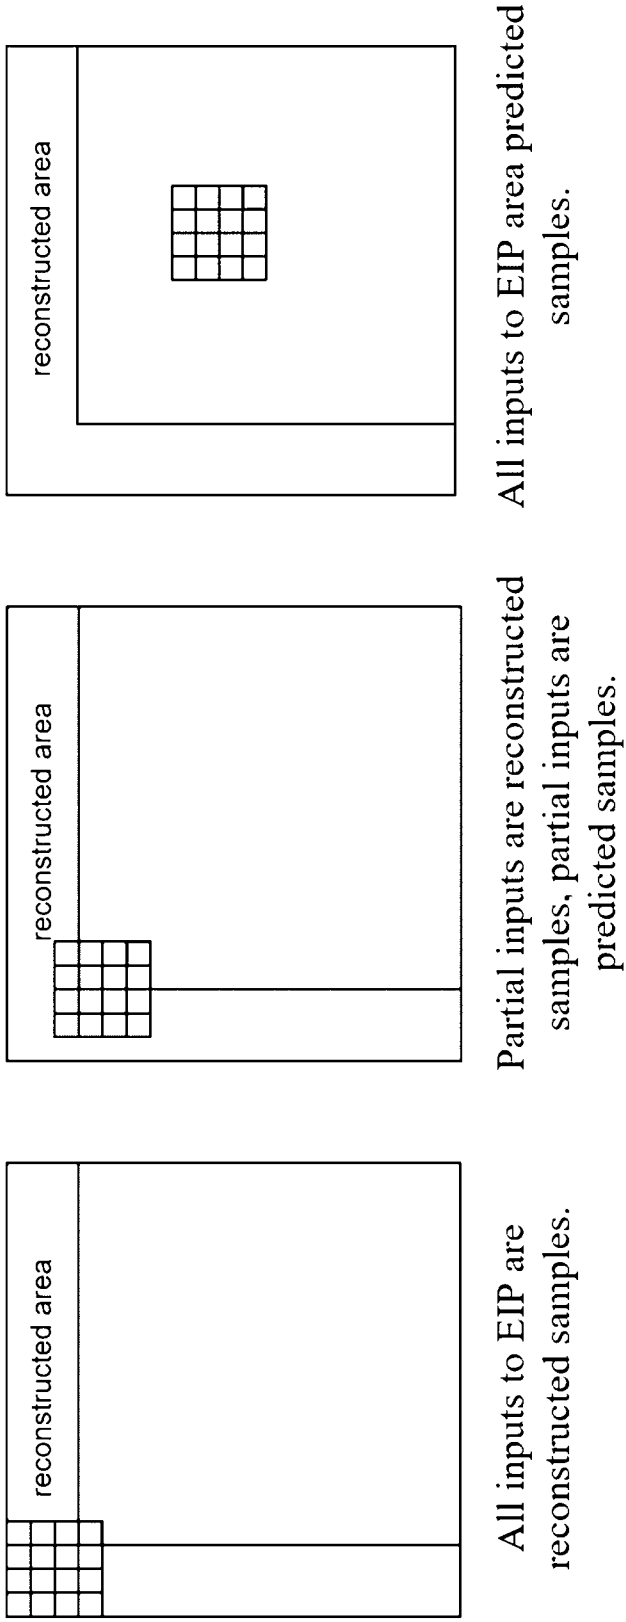 reconstructed area
All inputs to EIP are
reconstructed samples.
reconstructed area
Partial inputs are reconstructed
samples, partial inputs are
predicted samples.
reconstructed area
All inputs to EIP area predicted
samples.